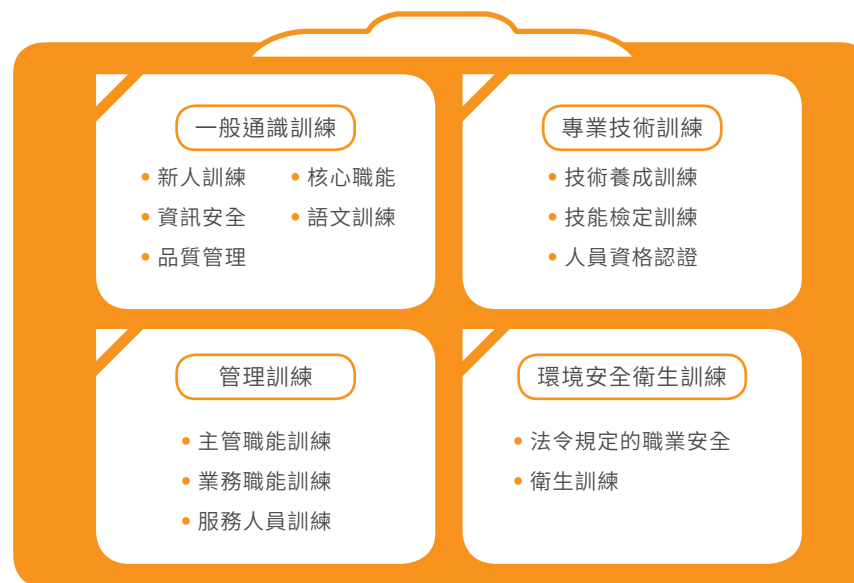 一般通識訓練
• 新人訓練
• 核心職能
• 資訊安全
• 語文訓練
• 品質管理
專業技術訓練
• 技術養成訓練
• 技能檢定訓練
• 人員資格認證
管理訓練
• 主管職能訓練
• 業務職能訓練
• 服務人員訓練
環境安全衛生訓練
• 法令規定的職業安全
• 衛生訓練